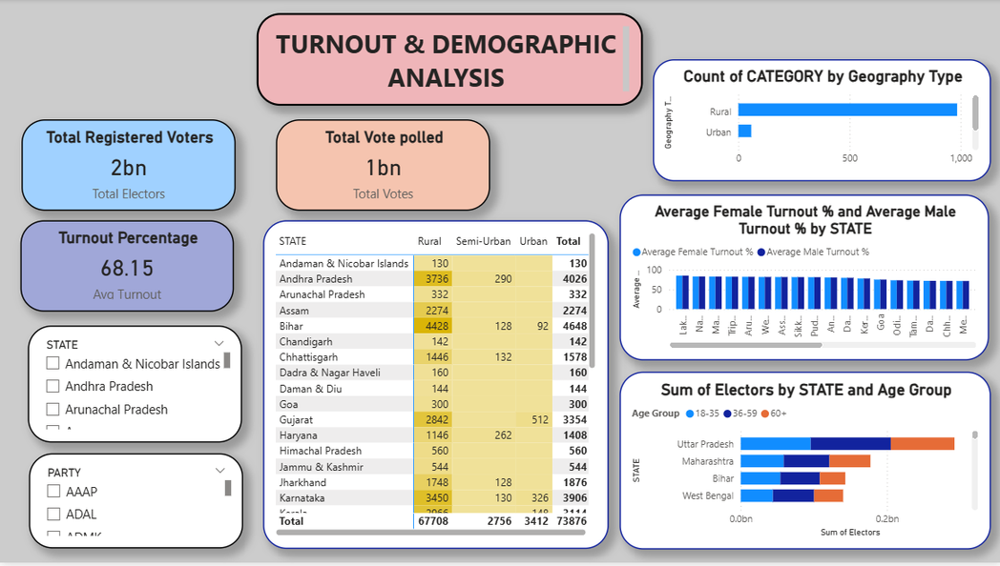 TURNOUT & DEMOGRAPHIC
ANALYSIS
Total Registered Voters
2bn
Total Electors
Total Vote polled
1bn
Total Votes
Turnout Percentage
68.15
Avg Turnout
STATE
Andaman & Nicobar Islands
Andhra Pradesh
Arunachal Pradesh
PARTY
AAAP
ADAL
ADMK
STATE Rural Semi-Urban Urban Total
Andaman & Nicobar Islands 130 130
Andhra Pradesh 3736 290 4026
Arunachal Pradesh 332 332
Assam 2274 2274
Bihar 4428 128 92 4648
Chandigarh 142 142
Chhattisgarh 1446 132 1578
Dadra & Nagar Haveli 160 160
Daman & Diu 144 144
Goa 300 300
Gujarat 2842 512 3354
Haryana 1146 262 1408
Himachal Pradesh 560 560
Jammu & Kashmir 544 544
Jharkhand 1748 128 1876
Karnataka 3450 130 326 3906
Kerala 2966 148 3114
Total 67708 2756 3412 73876
Count of CATEGORY by Geography Type
Geography T...
Rural
Urban
0 500 1,000
Average Female Turnout % and Average Male
Turnout % by STATE
Average Female Turnout % Average Male Turnout %
Average ...
100
50
0
Lak... Na... Ma... Trip... Aru... We... Ass... Sikk... Pud... An... Da... Ker... Goa Odi... Tam... Da... Chh... Me...
Sum of Electors by STATE and Age Group
Age Group 18-35 36-59 60+
STATE
Uttar Pradesh
Maharashtra
Bihar
West Bengal
0.0bn 0.2bn
Sum of Electors